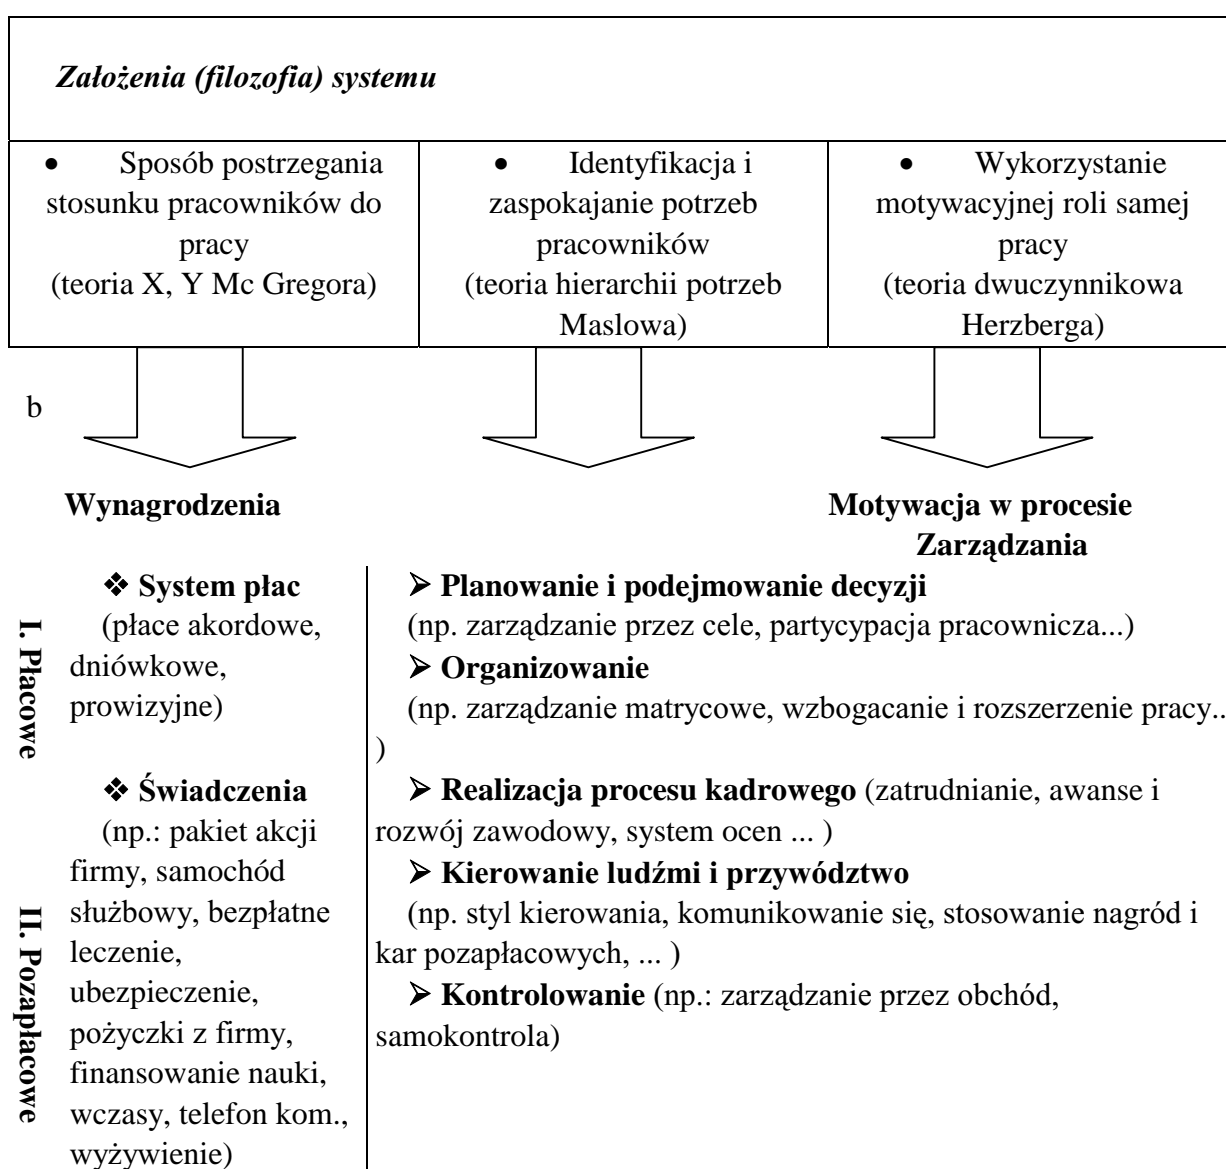 Założenia (filozofia) systemu
• Sposób postrzegania
stosunku pracowników do
pracy
(teoria X, Y Mc Gregora)
• Identyfikacja i
zaspokajanie potrzeb
pracowników
(teoria hierarchii potrzeb
Maslowa)
• Wykorzystanie
motywacyjnej roli samej
pracy
(teoria dwuczynnikowa
Herzberga)
b
Wynagrodzenia
Motywacja w procesie
Zarządzania
I. Płacowe
❖ System płac
(płace akordowe,
dniówkowe,
prowizyjne)
II. Pozapłacowe
❖ Świadczenia
(np.: pakiet akcji
firmy, samochód
służbowy, bezpłatne
leczenie,
ubezpieczenie,
pożyczki z firmy,
finansowanie nauki,
wczasy, telefon kom.,
wyżywienie)
➢ Planowanie i podejmowanie decyzji
(np. zarządzanie przez cele, partycypacja pracownicza...)
➢ Organizowanie
(np. zarządzanie matrycowe, wzbogacanie i rozszerzenie pracy..
)
➢ Realizacja procesu kadrowego (zatrudnianie, awanse i
rozwój zawodowy, system ocen ... )
➢ Kierowanie ludźmi i przywództwo
(np. styl kierowania, komunikowanie się, stosowanie nagród i
kar pozapłacowych, ... )
➢ Kontrolowanie (np.: zarządzanie przez obchód,
samokontrola)